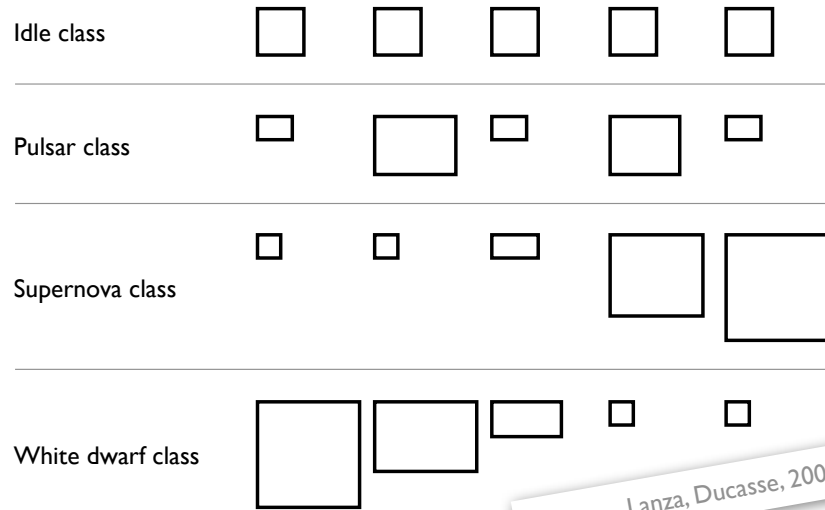 Idle class
Pulsar class
Supernova class
White dwarf class
Lanza, Ducasse,